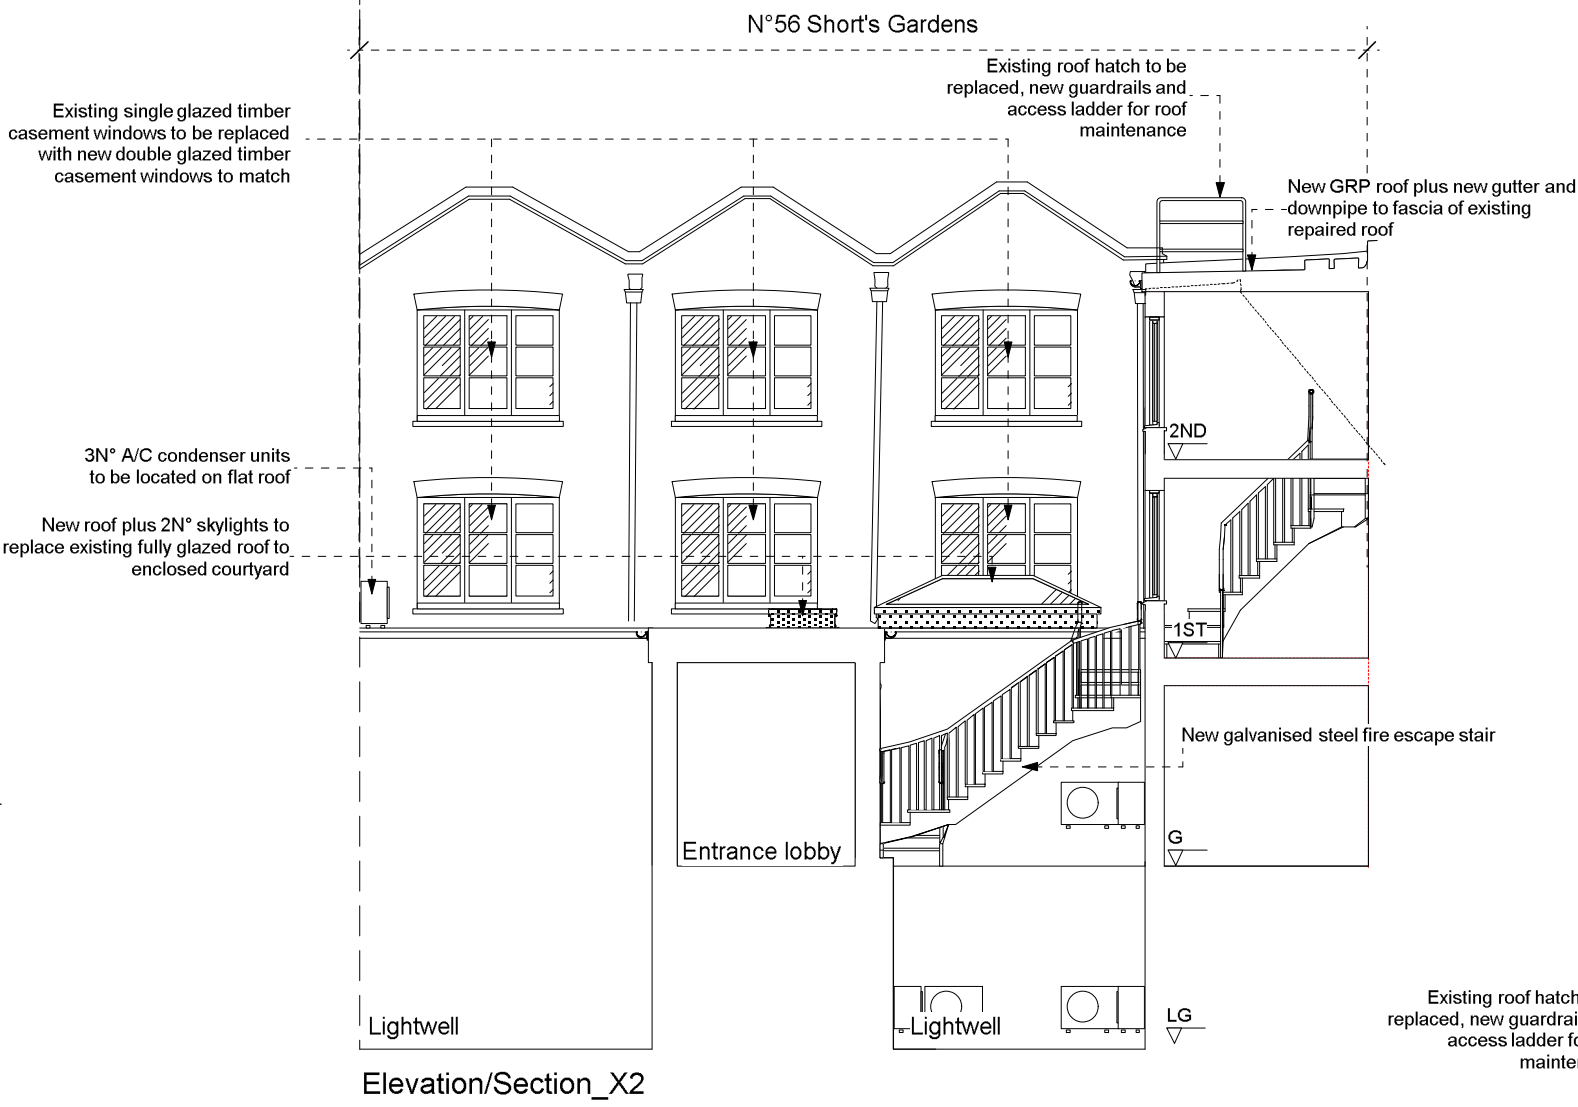 N°56 Short's Gardens
Existing roof hatch to be
replaced, new guardrails and
access ladder for roof
maintenance
Existing single glazed timber
casement windows to be replaced
with new double glazed timber
casement windows to match
New GRP roof plus new gutter and
downpipe to fascia of existing
repaired roof
2ND
3N° A/C condenser units
to be located on flat roof
New roof plus 2N° skylights to
replace existing fully glazed roof to
enclosed courtyard
1ST
New galvanised steel fire escape stair
G
Entrance lobby
LG
Lightwell
Lightwell
Existing roof hatch
replaced, new guardrai
access ladder fo
mainte
Elevation/Section_X2